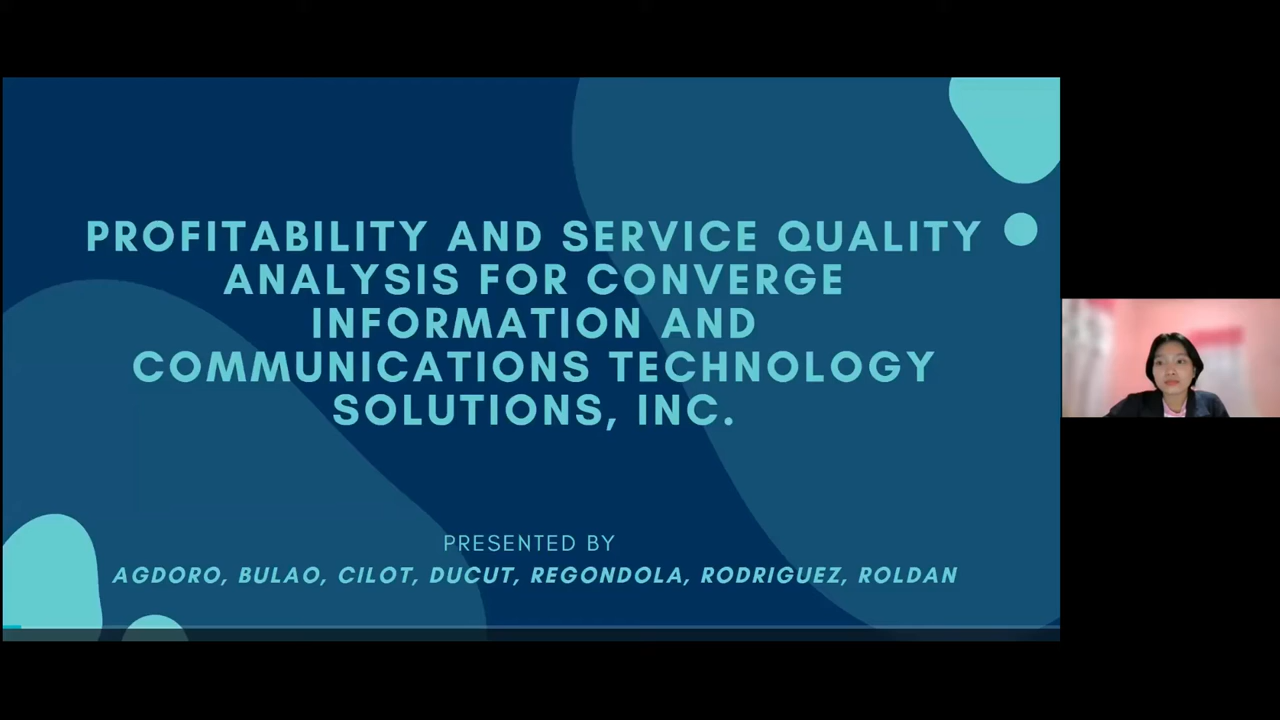 PROFITABILITY AND SERVICE QUALITY
ANALYSIS FOR CONVERGE
INFORMATION AND
COMMUNICATIONS TECHNOLOGY
SOLUTIONS, INC.
PRESENTED BY
AGDORO, BULAO, CILOT, DUCUT, REGONDOLA, RODRIGUEZ, ROLDAN